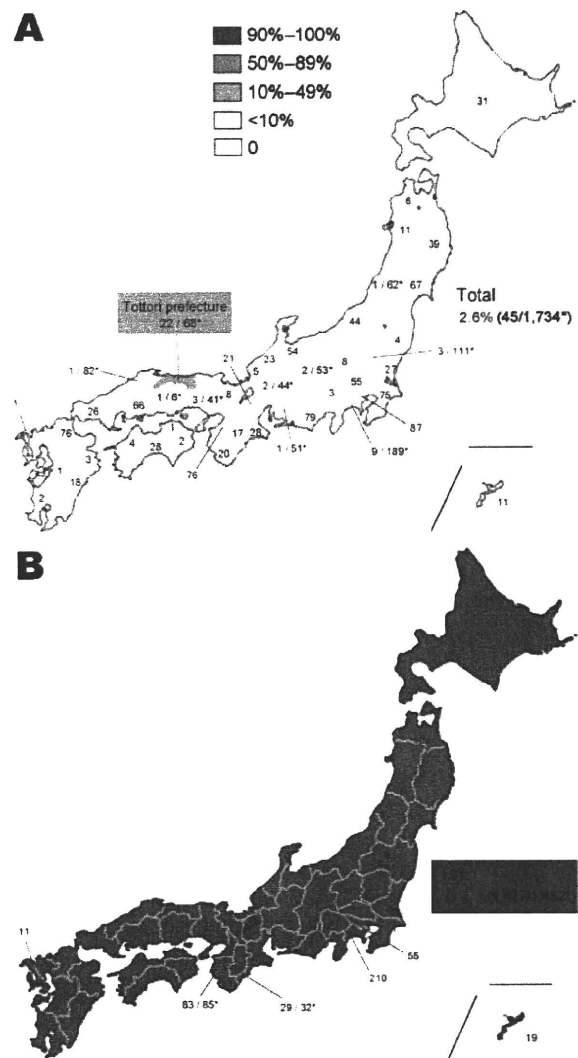 A
90%–100%
50%–89%
10%–49%
<10%
0
31
6
11
39
1 / 62*
67
Total
2.6% (45/1,734*)
Tottori prefecture
22 / 68*
44
54
23
5
4
3 / 111*
8
2 / 53*
21
1 / 82*
8
2 / 44*
55
27
75
3
1 / 6*
3 / 41*
26
66
1
76
79
87
4
1
2
17
28
28
20
1 / 51*
9 / 189*
76
1
3
18
2
11
B
11
55
210
83 / 85*
29 / 32*
19